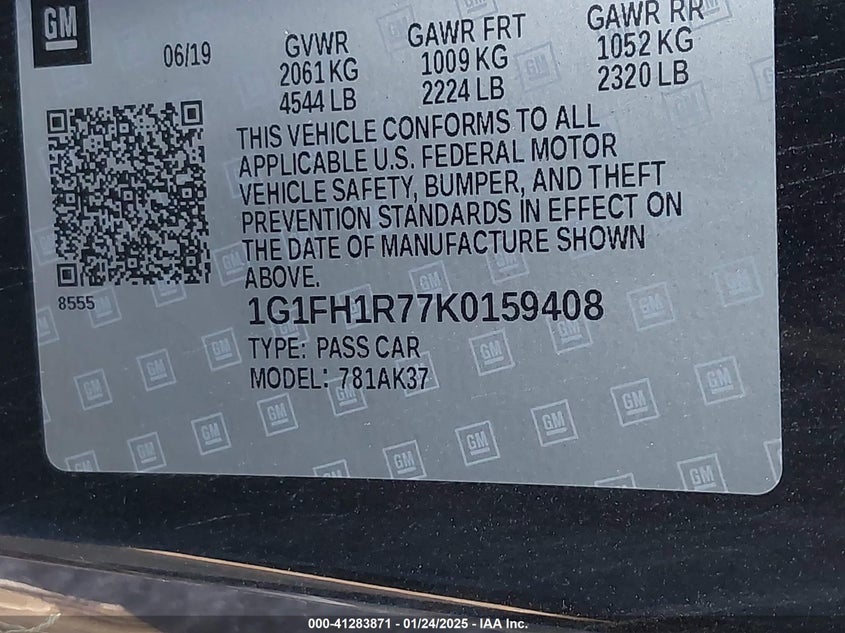 GM
06/19
GVWR
2061 KG
4544 LB
GAWR FRT
1009 KG
2224 LB
GAWR RR
1052 KG
2320 LB
THIS VEHICLE CONFORMS TO ALL
APPLICABLE U.S. FEDERAL MOTOR
VEHICLE SAFETY, BUMPER, AND THEFT
PREVENTION STANDARDS IN EFFECT ON
THE DATE OF MANUFACTURE SHOWN
ABOVE.
8555
1G1FH1R77K0159408
TYPE: PASS CAR
MODEL: 781AK37
000-41283871 - 01/24/2025 - IAA Inc.